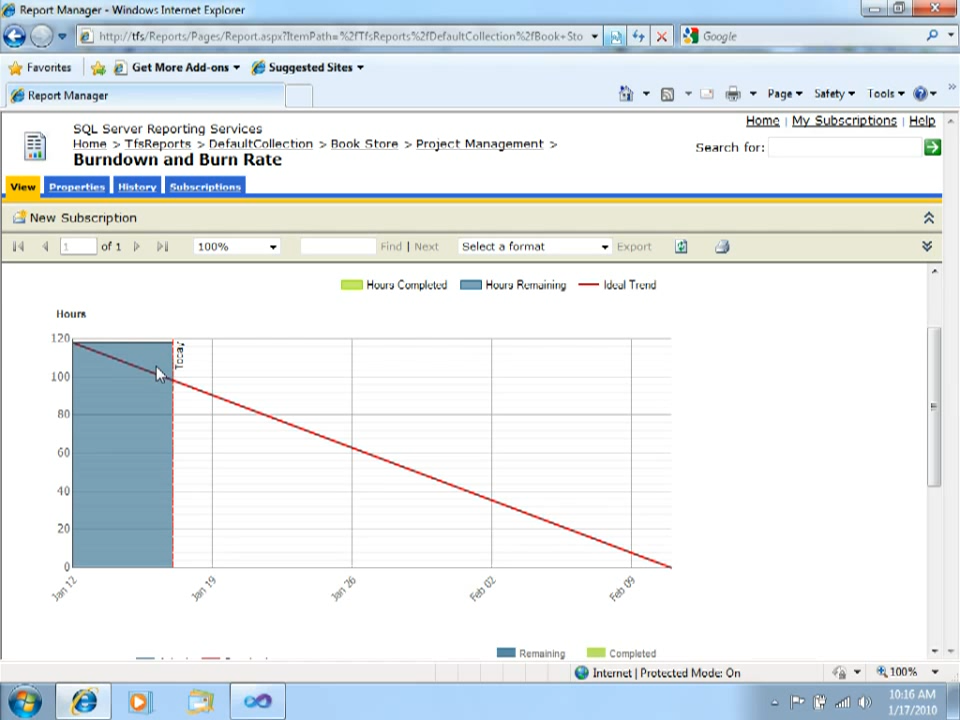 Report Manager - Windows Internet Explorer
http://tfs/Reports/Pages/Report.aspx?ItemPath=%2fTfsReports%2fDefaultCollection%2fBook+Sto
Google
Favorites Get More Add-ons Suggested Sites
Report Manager
Page Safety Tools
SQL Server Reporting Services
Home | My Subscriptions | Help
Home > TfsReports > DefaultCollection > Book Store > Project Management >
Burndown and Burn Rate
Search for:
View Properties History Subscriptions
New Subscription
1 of 1 100% Find | Next Select a format Export
Hours Completed Hours Remaining Ideal Trend
Hours
120
100
80
60
40
20
0
Today
Jan 12 Jan 19 Jan 26 Feb 02 Feb 09
Remaining Completed
Internet | Protected Mode: On 100%
10:16 AM
1/17/2010